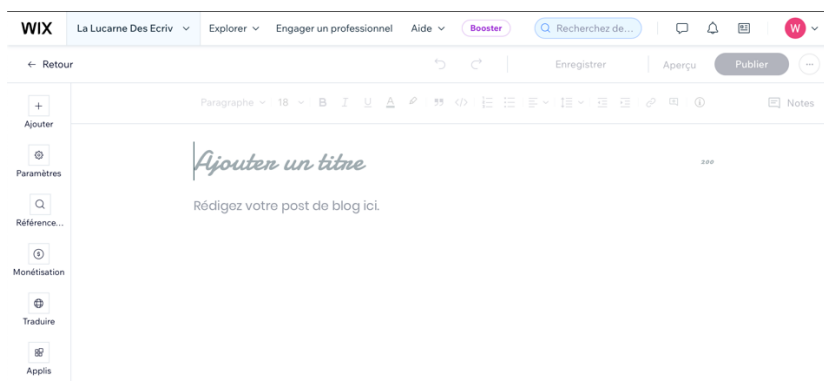 WIX La Lucarne Des Ecriv Explorer Engager un professionnel Aide Booster Recherchez de... W
← Retour Enregistrer Aperçu Publier ...
Paragraphe 18 B I U A </> Notes
Ajouter
Paramètres
Référence...
Monétisation
Traduire
Applis
Ajouter un titre 200
Rédigez votre post de blog ici.